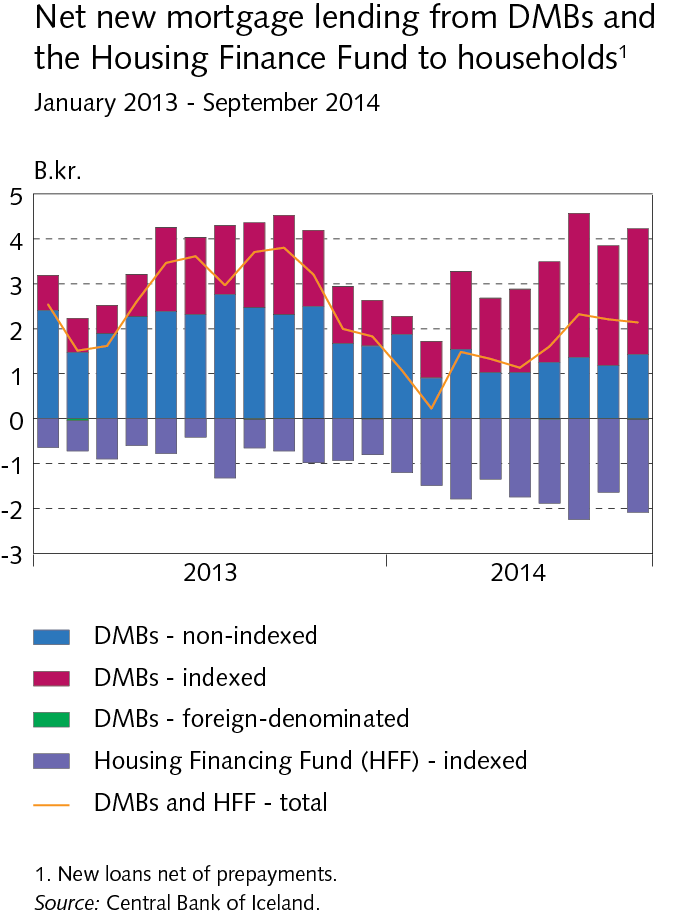 Net new mortgage lending from DMBs and
the Housing Finance Fund to households¹
January 2013 - September 2014
B.kr.
5
4
3
2
1
0
-1
-2
-3
2013 2014
DMBs - non-indexed
DMBs - indexed
DMBs - foreign-denominated
Housing Financing Fund (HFF) - indexed
DMBs and HFF - total
1. New loans net of prepayments.
Source: Central Bank of Iceland.